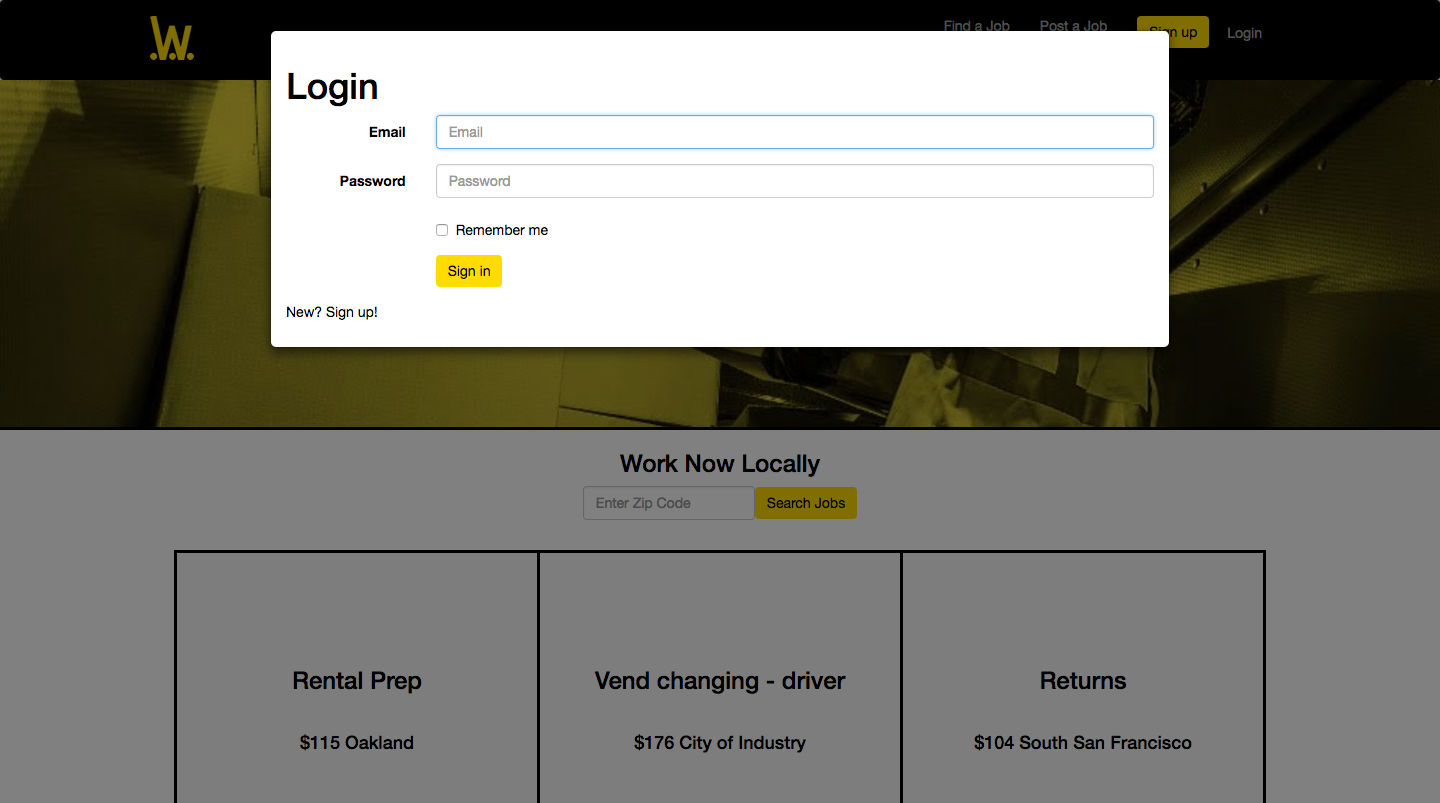 W.
Find a Job Post a Job Sign up Login
Login
Email Email
Password Password
Remember me
Sign in
New? Sign up!
Work Now Locally
Enter Zip Code Search Jobs
Rental Prep Vend changing - driver Returns
$115 Oakland $176 City of Industry $104 South San Francisco